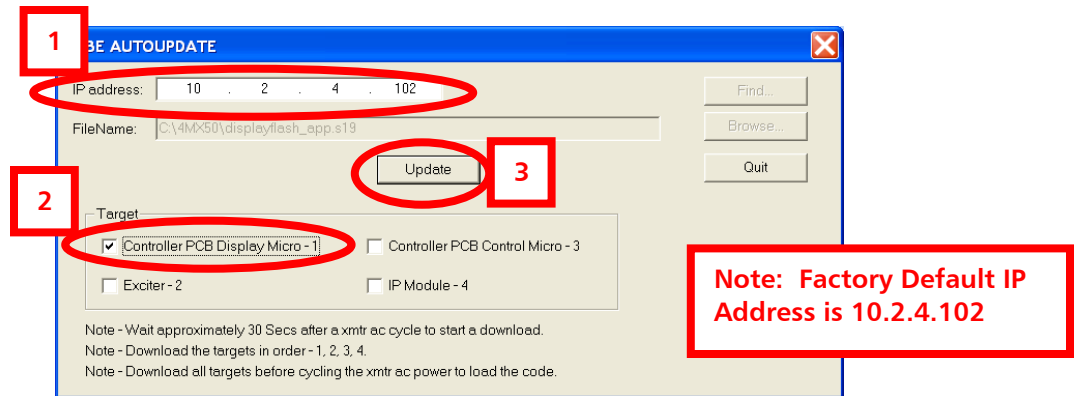 1
BE AUTOUPDATE
IP address: 10 . 2 . 4 . 102
Find...
FileName: C:\4MX50\displayflash_app.s19
Browse...
Update
3
Quit
2
Target
Controller PCB Display Micro - 1
Controller PCB Control Micro - 3
Exciter - 2
IP Module - 4
Note: Factory Default IP
Address is 10.2.4.102
Note - Wait approximately 30 Secs after a xmtr ac cycle to start a download.
Note - Download the targets in order - 1, 2, 3, 4.
Note - Download all targets before cycling the xmtr ac power to load the code.